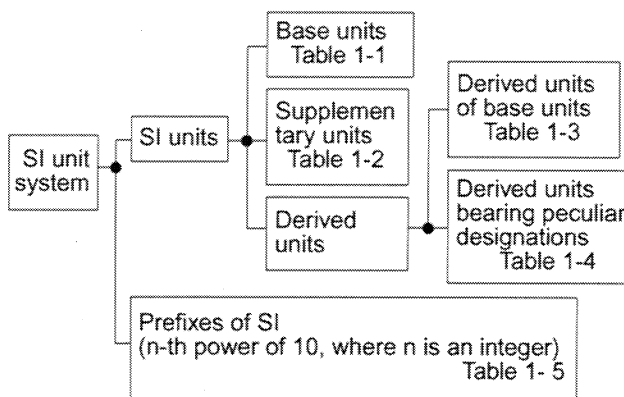 SI unit
system
SI units
Base units
Table 1-1
Supplemen
tary units
Table 1-2
Derived
units
Derived units
of base units
Table 1-3
Derived units
bearing peculiar
designations
Table 1-4
Prefixes of SI
(n-th power of 10, where n is an integer)
Table 1- 5